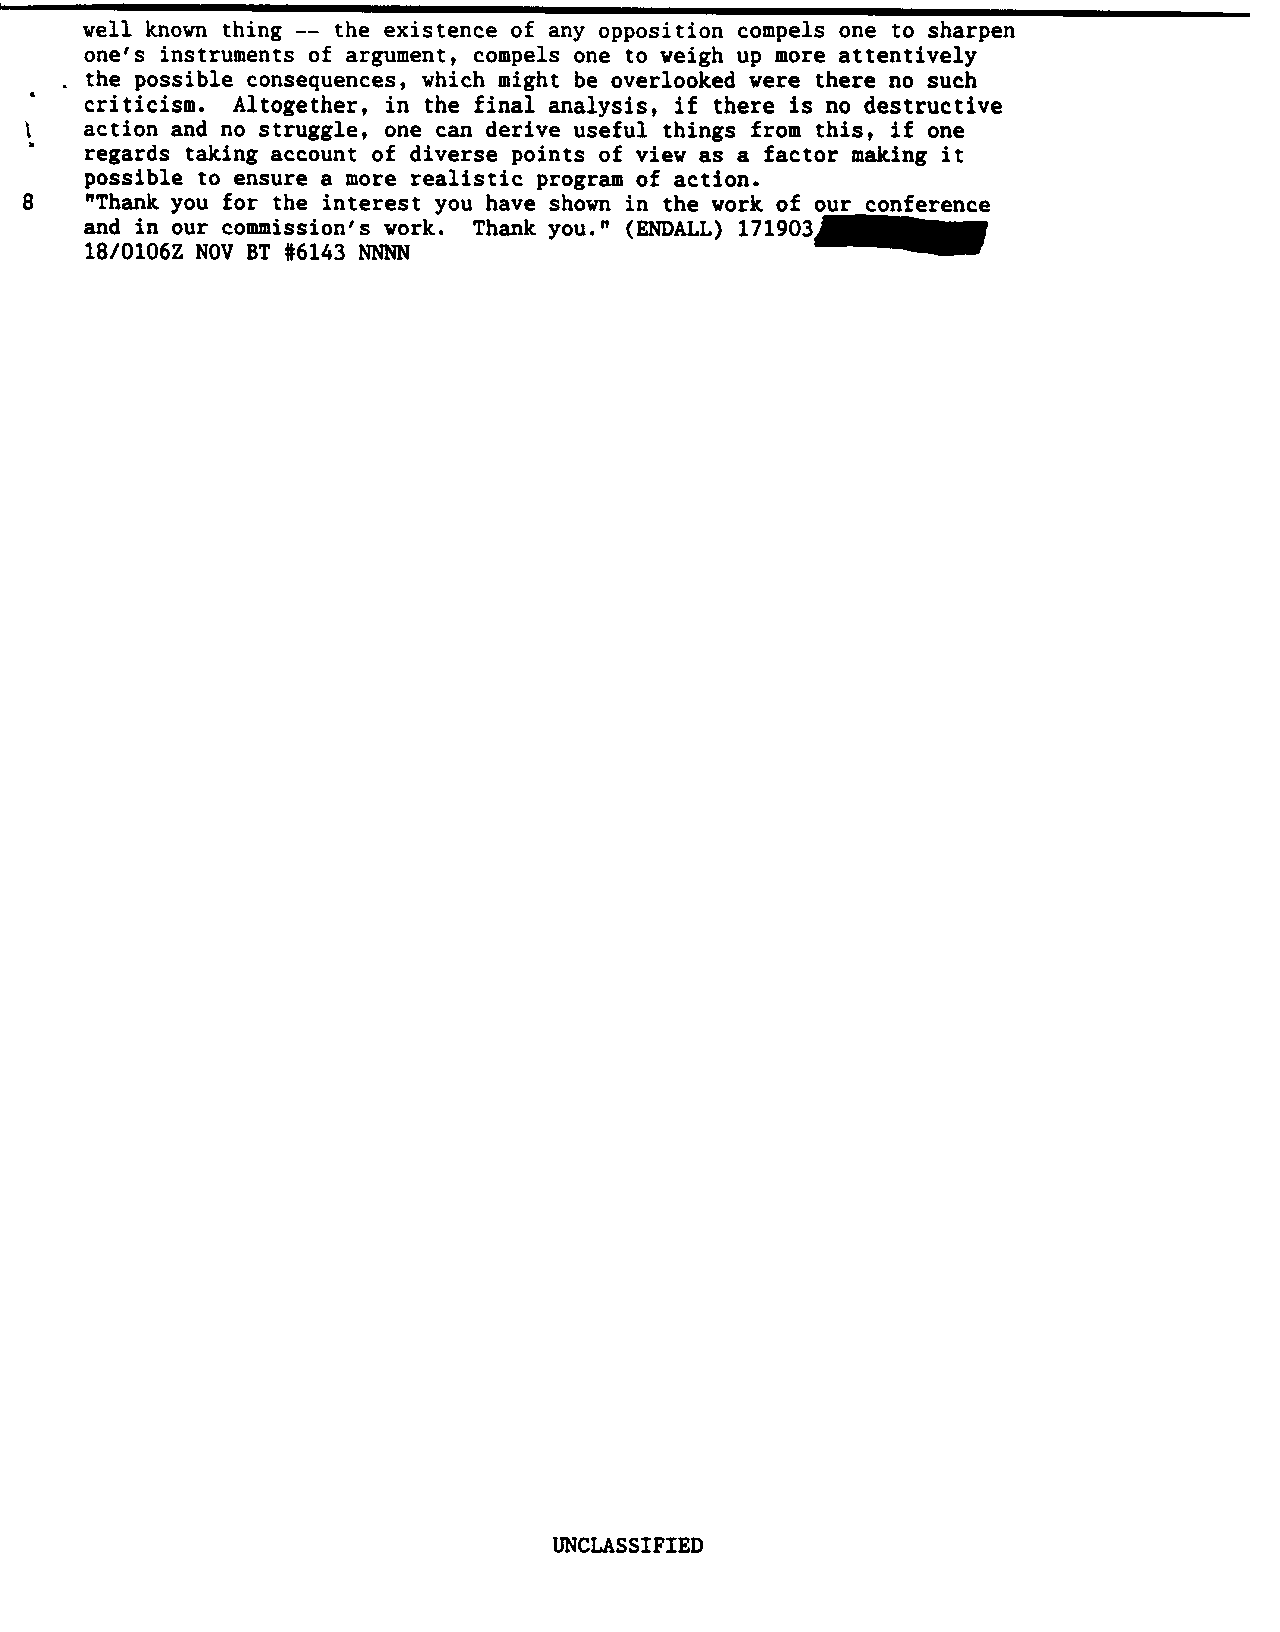 well known thing -- the existence of any opposition compels one to sharpen
one's instruments of argument, compels one to weigh up more attentively
the possible consequences, which might be overlooked were there no such
criticism. Altogether, in the final analysis, if there is no destructive
action and no struggle, one can derive useful things from this, if one
regards taking account of diverse points of view as a factor making it
possible to ensure a more realistic program of action.
8 "Thank you for the interest you have shown in the work of our conference
and in our commission's work. Thank you." (ENDALL) 171903
18/0106Z NOV BT #6143 NNNN
UNCLASSIFIED